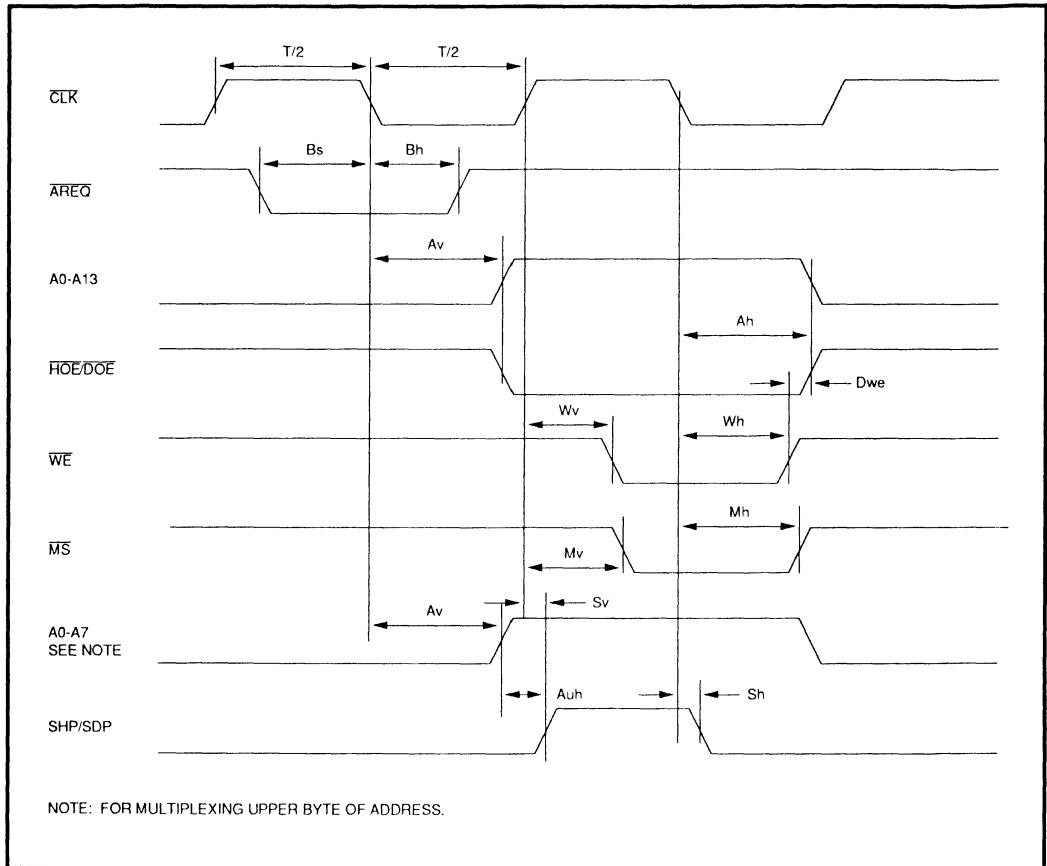 T/2 T/2
CLK
Bs Bh
AREQ
Av
A0-A13
Ah
HOE/DOE
Dwe
Wv Wh
WE
Mh
MS
Mv
Av Sv
A0-A7
SEE NOTE
Auh Sh
SHP/SDP
NOTE: FOR MULTIPLEXING UPPER BYTE OF ADDRESS.